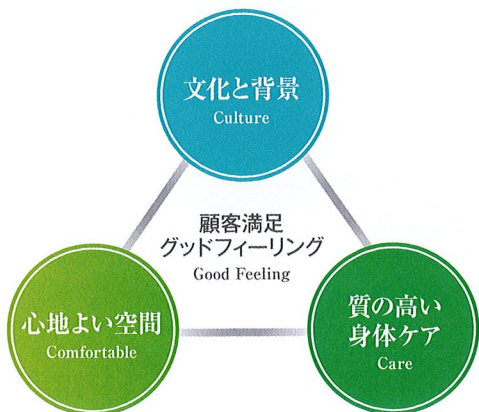 文化と背景
Culture
顧客満足
グッドフィーリング
Good Feeling
心地よい空間
Comfortable
質の高い
身体ケア
Care